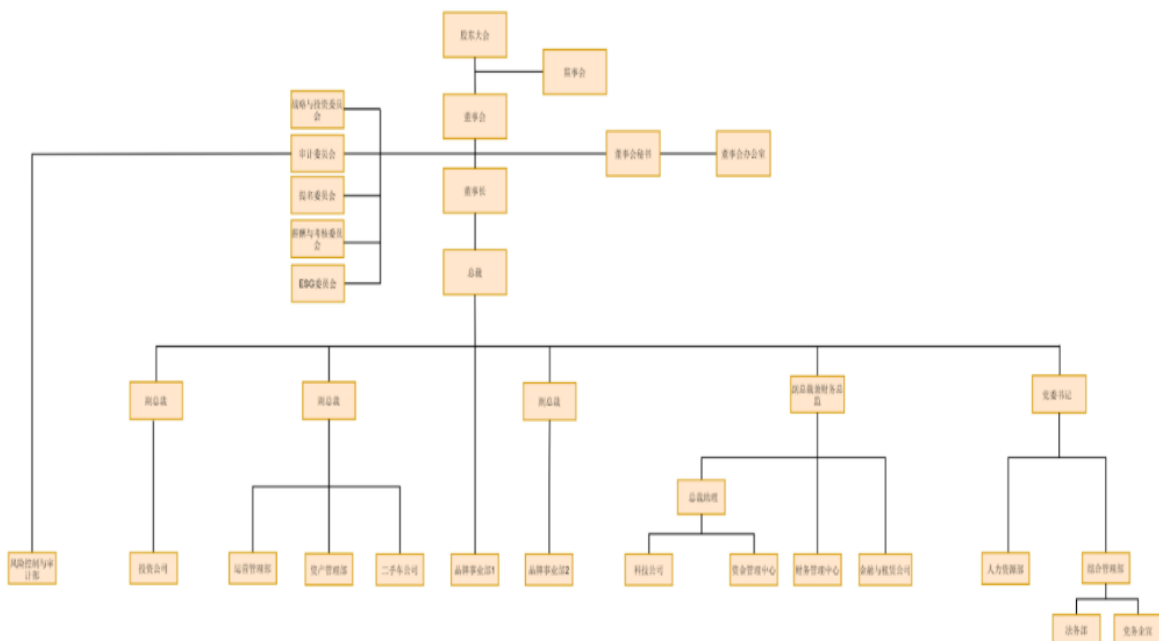 股东大会
监事会
战略与投资委员
会
董事会
审计委员会
董事会秘书
董事会办公室
提名委员会
董事长
薪酬与考核委员
会
总裁
ESG委员会
副总裁
副总裁
副总裁
副总裁兼财务总
监
党委书记
总裁助理
风险控制与审
计部
投资公司
运营管理部
资产管理部
二手车公司
品牌事业部1
品牌事业部2
科技公司
资金管理中心
财务管理中心
金融与租赁公司
人力资源部
综合管理部
法务部
党务企宣